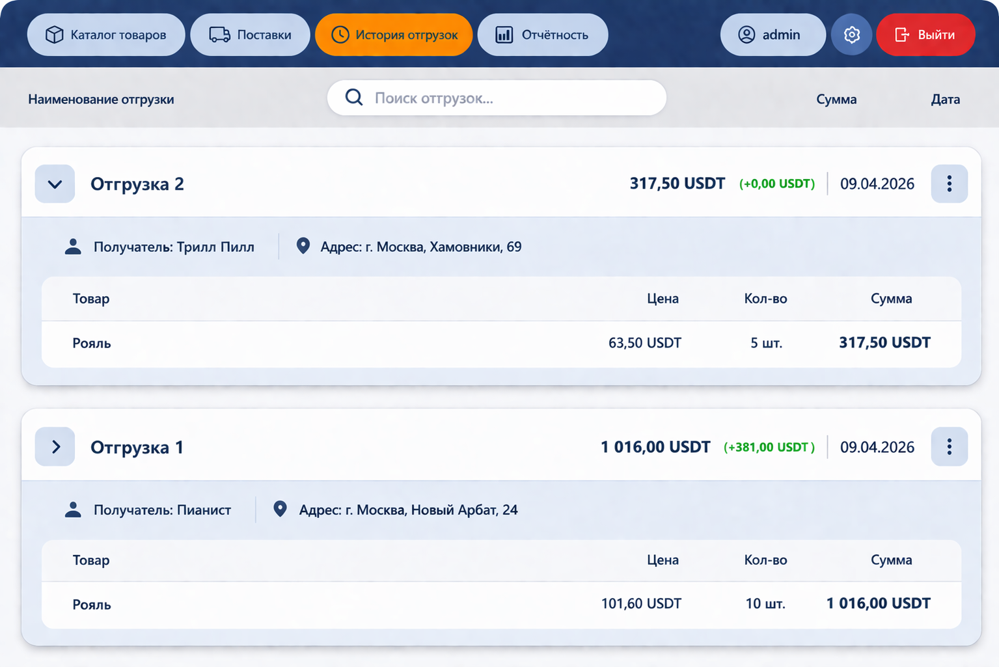 Каталог товаров Поставки История отгрузок Отчётность admin Выйти
Наименование отгрузки Поиск отгрузок... Сумма Дата
Отгрузка 2 317,50 USDT (+0,00 USDT) 09.04.2026
Получатель: Трилл Пилл Адрес: г. Москва, Хамовники, 69
Товар Цена Кол-во Сумма
Рояль 63,50 USDT 5 шт. 317,50 USDT
Отгрузка 1 1 016,00 USDT (+381,00 USDT ) 09.04.2026
Получатель: Пианист Адрес: г. Москва, Новый Арбат, 24
Товар Цена Кол-во Сумма
Рояль 101,60 USDT 10 шт. 1 016,00 USDT